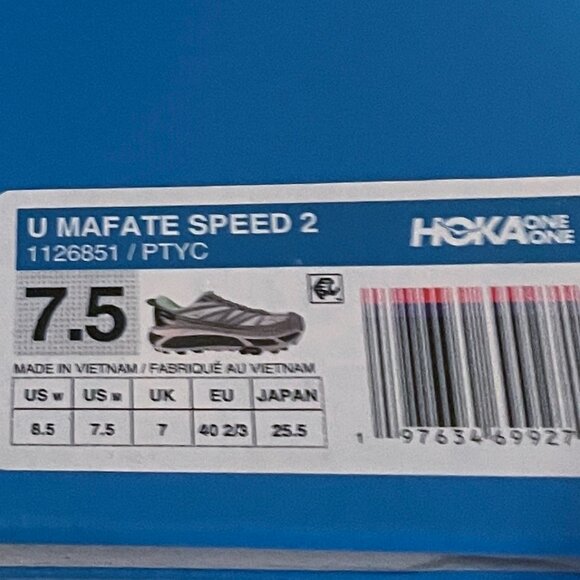 U MAFATE SPEED 2
1126851 / PTYC
HOKA ONE ONE
7.5
MADE IN VIETNAM / FABRIQUÉ AU VIETNAM
US W US M UK EU JAPAN
8.5 7.5 7 40 2/3 25.5
1 97634 69927